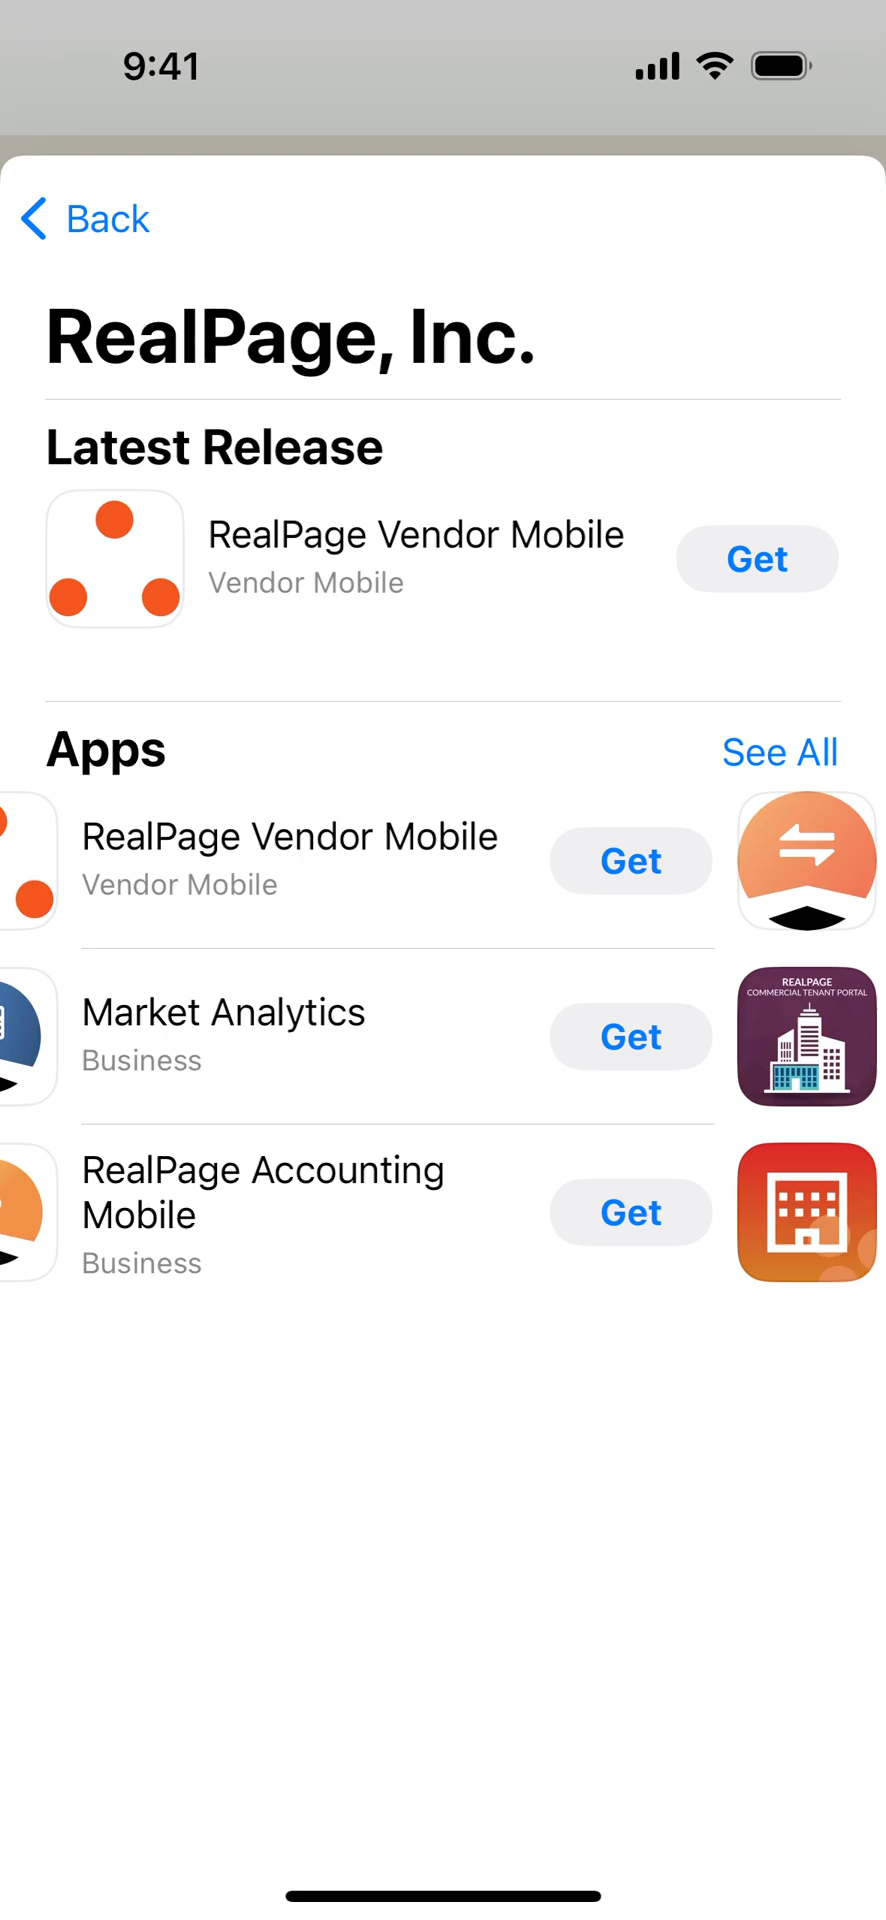 9:41
Back
RealPage, Inc.
Latest Release
RealPage Vendor Mobile
Vendor Mobile
Get
Apps
See All
RealPage Vendor Mobile
Vendor Mobile
Get
Market Analytics
Business
Get
REALPAGE
COMMERCIAL TENANT PORTAL
RealPage Accounting
Mobile
Business
Get